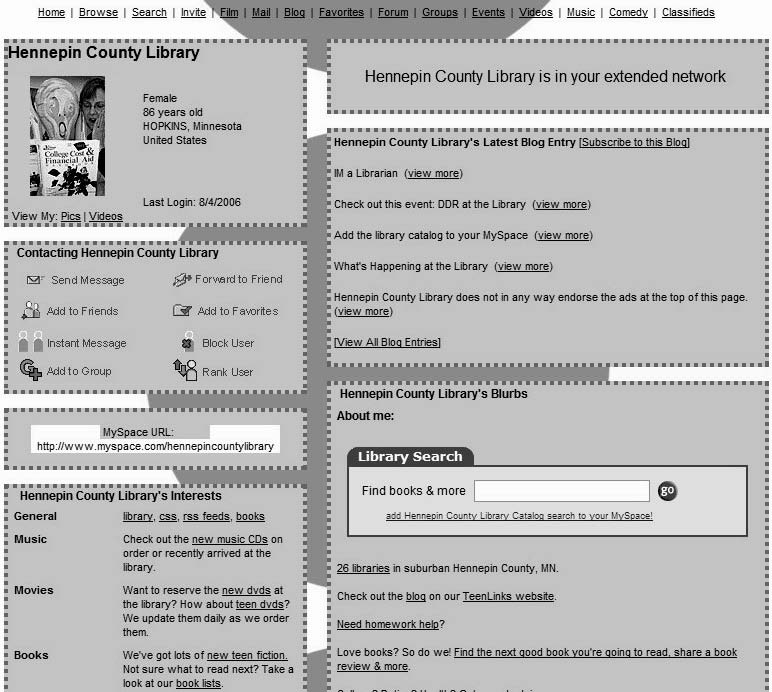 Home | Browse | Search | Invite | Film | Mail | Blog | Favorites | Forum | Groups | Events | Videos | Music | Comedy | Classifieds
Hennepin County Library
Female
86 years old
HOPKINS, Minnesota
United States
College Cost &
Financial Aid
Last Login: 8/4/2006
View My: Pics | Videos
Contacting Hennepin County Library
Send Message
Forward to Friend
Add to Friends
Add to Favorites
Instant Message
Block User
Add to Group
Rank User
MySpace URL:
http://www.myspace.com/hennepincountylibrary
Hennepin County Library's Interests
General
library, css, rss feeds, books
Music
Check out the new music CDs on
order or recently arrived at the
library.
Movies
Want to reserve the new dvds at
the library? How about teen dvds?
We update them daily as we order
them.
Books
We've got lots of new teen fiction.
Not sure what to read next? Take a
look at our book lists.
Hennepin County Library is in your extended network
Hennepin County Library's Latest Blog Entry [Subscribe to this Blog]
IM a Librarian (view more)
Check out this event: DDR at the Library (view more)
Add the library catalog to your MySpace (view more)
What's Happening at the Library (view more)
Hennepin County Library does not in any way endorse the ads at the top of this page.
(view more)
[View All Blog Entries]
Hennepin County Library's Blurbs
About me:
Library Search
Find books & more
go
add Hennepin County Library Catalog search to your MySpace!
26 libraries in suburban Hennepin County, MN.
Check out the blog on our TeenLinks website.
Need homework help?
Love books? So do we! Find the next good book you're going to read, share a book
review & more.